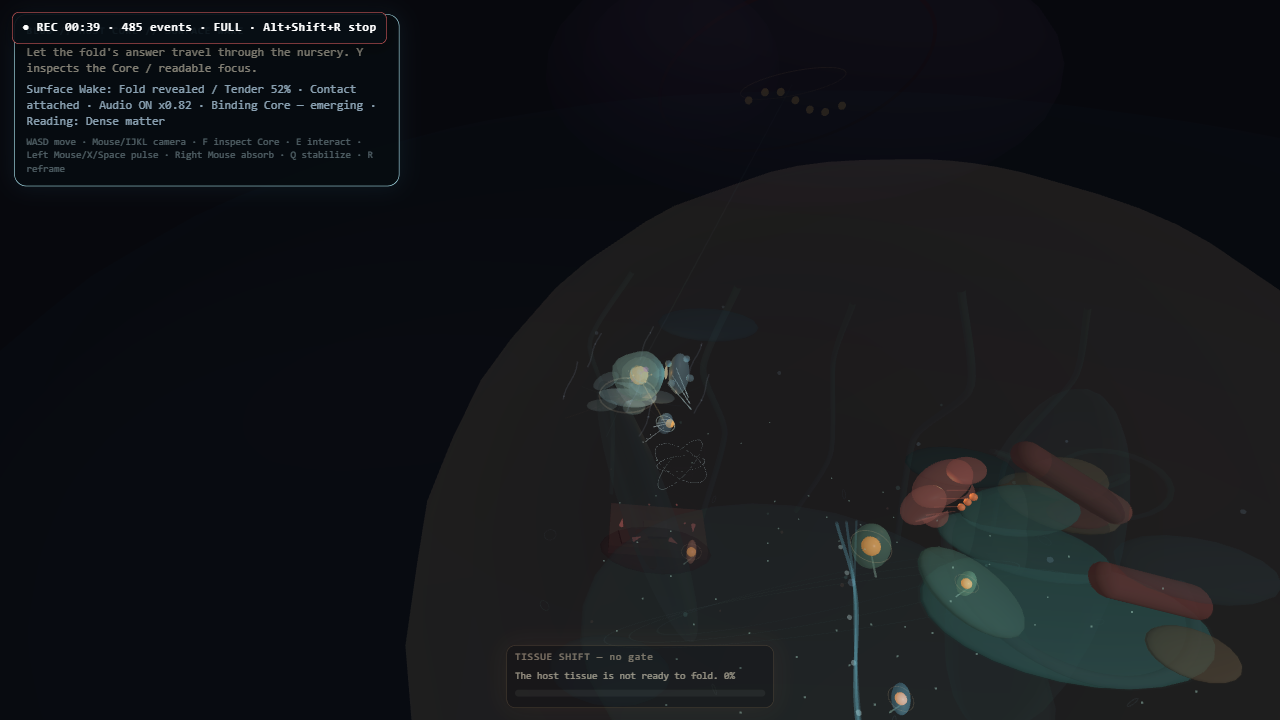 ● REC 00:39 · 485 events · FULL · Alt+Shift+R stop
Let the fold's answer travel through the nursery. Y
inspects the Core / readable focus.
Surface Wake: Fold revealed / Tender 52% · Contact
attached · Audio ON x0.82 · Binding Core — emerging ·
Reading: Dense matter
WASD move · Mouse/IJKL camera · F inspect Core · E interact ·
Left Mouse/X/Space pulse · Right Mouse absorb · Q stabilize · R
reframe
TISSUE SHIFT — no gate
The host tissue is not ready to fold. 0%